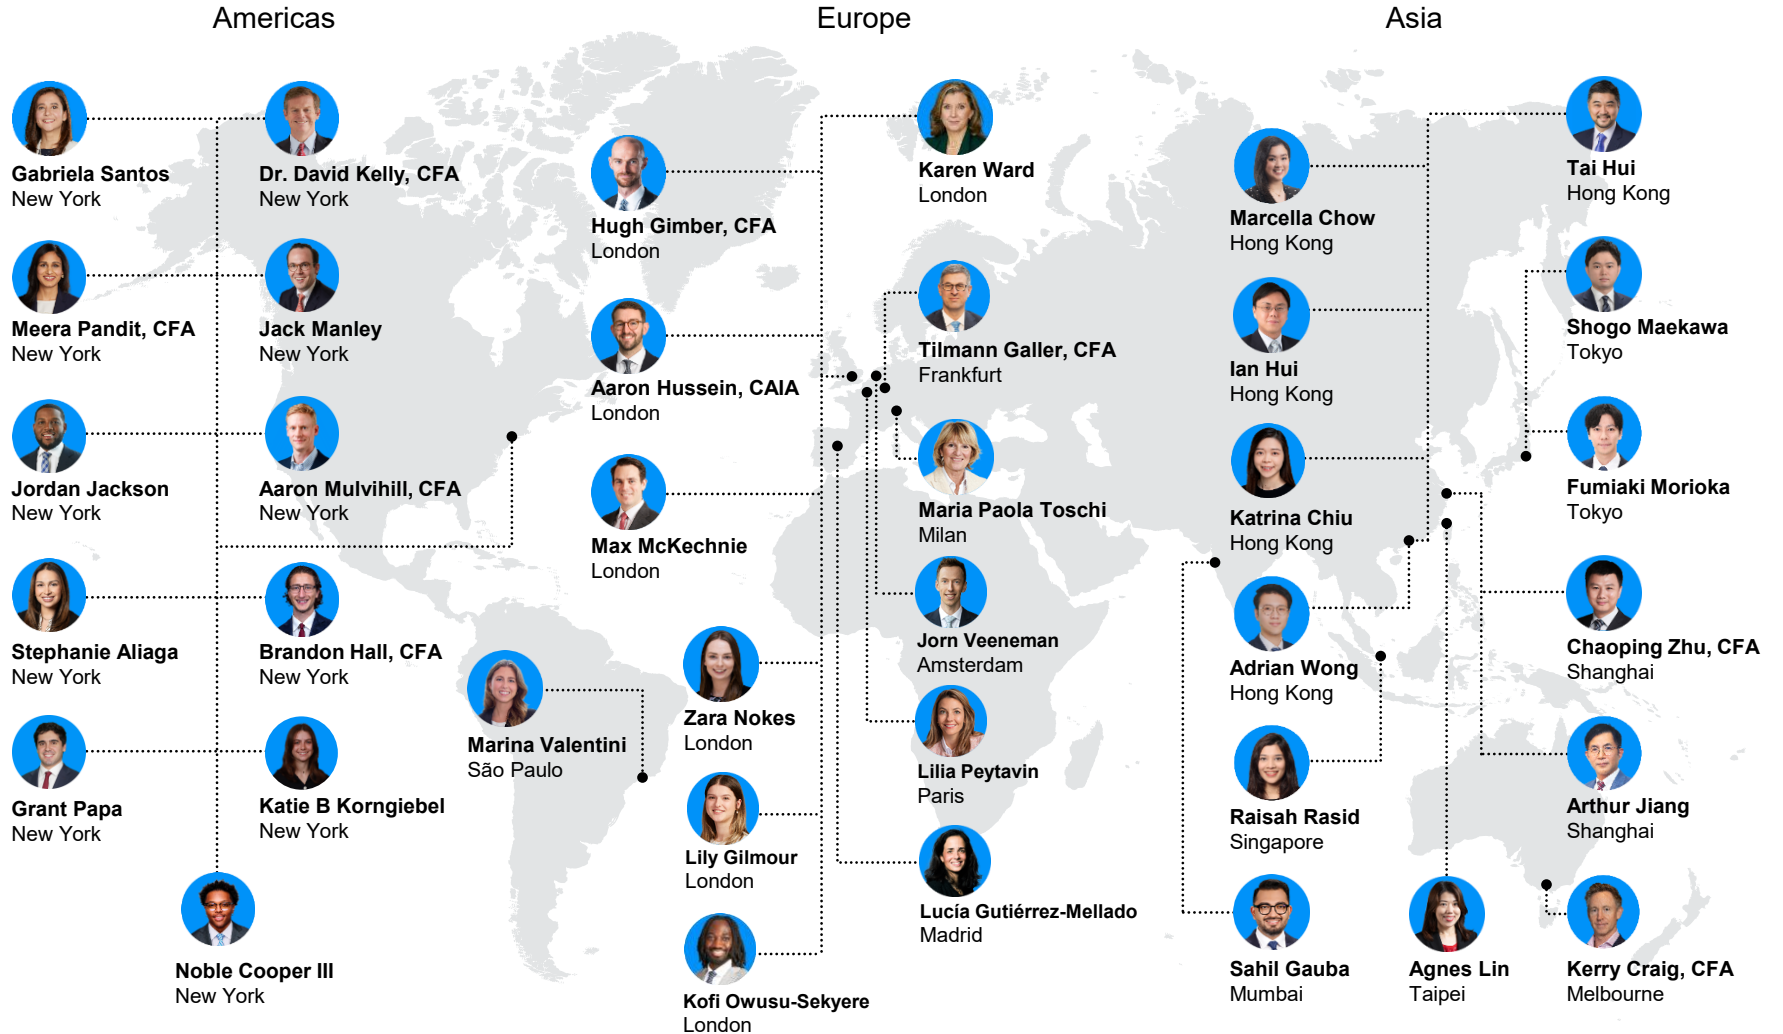 Americas
Gabriela Santos
New York
Dr. David Kelly, CFA
New York
Meera Pandit, CFA
New York
Jack Manley
New York
Jordan Jackson
New York
Aaron Mulvihill, CFA
New York
Stephanie Aliaga
New York
Brandon Hall, CFA
New York
Grant Papa
New York
Katie B Korngiebel
New York
Noble Cooper III
New York
Marina Valentini
São Paulo
Europe
Karen Ward
London
Hugh Gimber, CFA
London
Tilmann Galler, CFA
Frankfurt
Aaron Hussein, CAIA
London
Maria Paola Toschi
Milan
Max McKechnie
London
Jorn Veeneman
Amsterdam
Zara Nokes
London
Lilia Peytavin
Paris
Lily Gilmour
London
Lucía Gutiérrez-Mellado
Madrid
Kofi Owusu-Sekyere
London
Asia
Tai Hui
Hong Kong
Marcella Chow
Hong Kong
Shogo Maekawa
Tokyo
Ian Hui
Hong Kong
Fumiaki Morioka
Tokyo
Katrina Chiu
Hong Kong
Chaoping Zhu, CFA
Shanghai
Adrian Wong
Hong Kong
Arthur Jiang
Shanghai
Raisah Rasid
Singapore
Sahil Gauba
Mumbai
Agnes Lin
Taipei
Kerry Craig, CFA
Melbourne